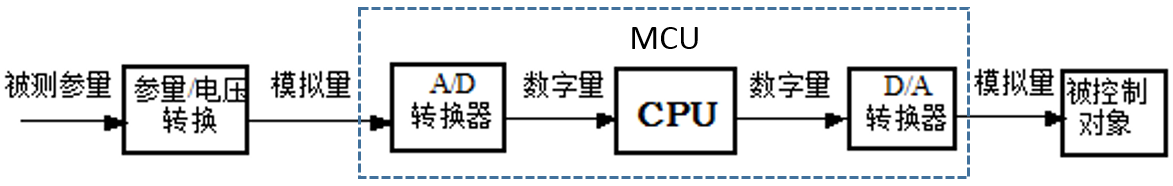 MCU
被测参量
参量/电压
转换
模拟量
A/D
转换器
数字量
CPU
数字量
D/A
转换器
模拟量
被控制
对象